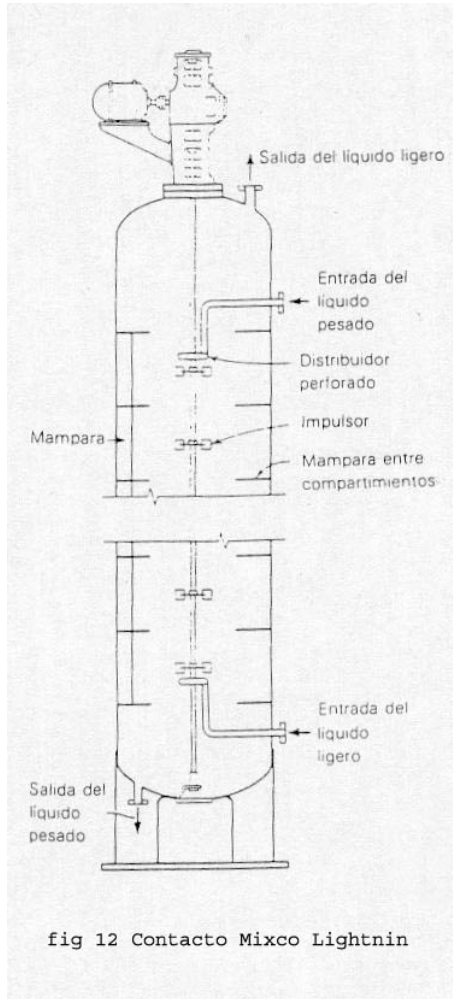 Salida del líquido ligero
Entrada del
líquido
pesado
Distribuidor
perforado
Impulsor
Mampara
Mampara entre
compartimientos
Entrada del
líquido
ligero
Salida del
líquido
pesado
fig 12 Contacto Mixco Lightnin